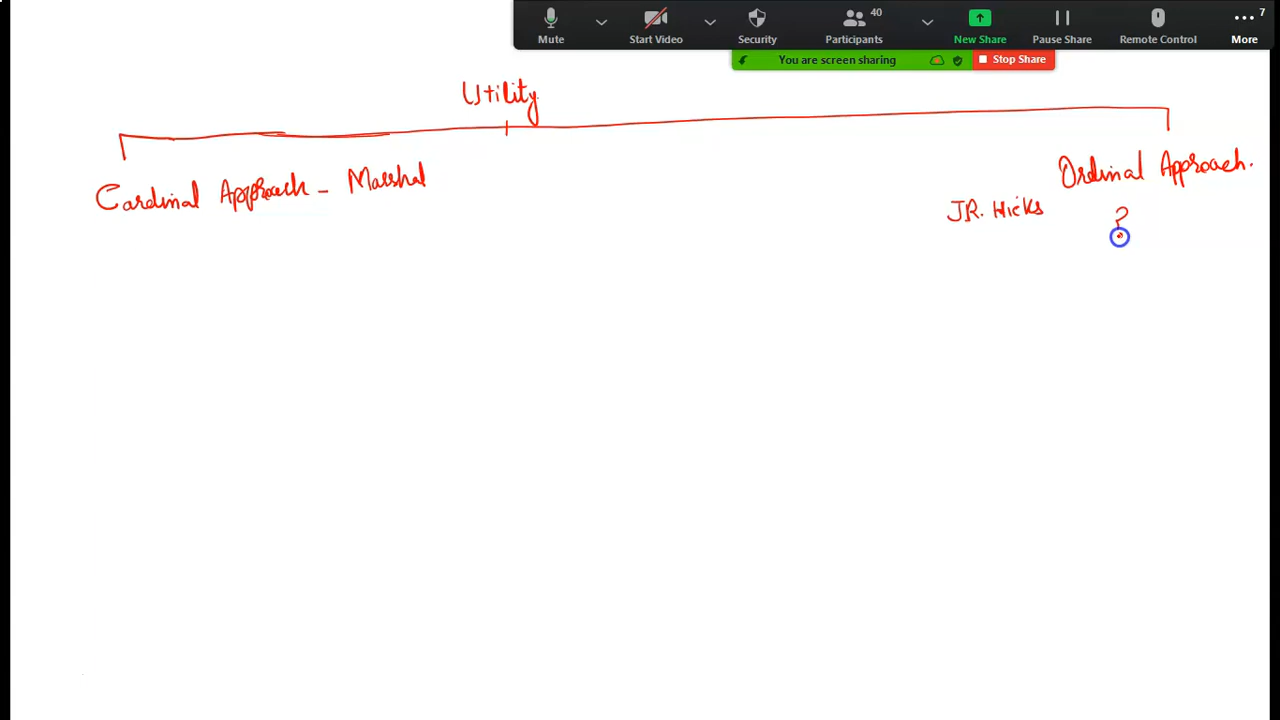 7
40
Mute Start Video Security Participants New Share Pause Share Remote Control More
You are screen sharing Stop Share
Utility
Cardinal Approach - Marshal
Ordinal Approach.
J.R. Hicks ?